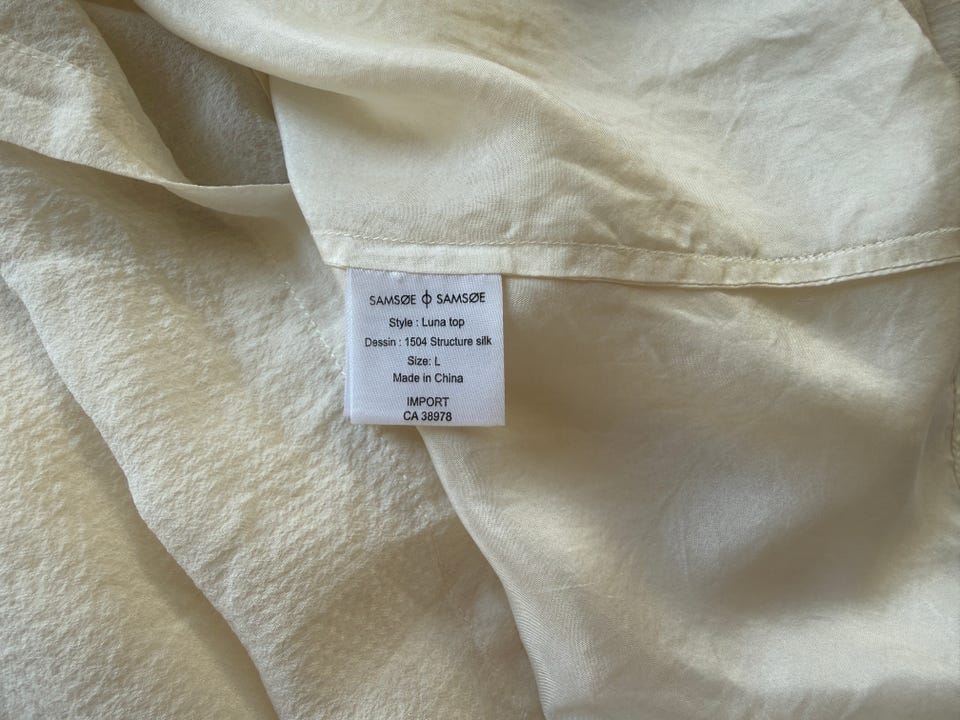 SAMSØE ϕ SAMSØE
Style : Luna top
Dessin : 1504 Structure silk
Size: L
Made in China
IMPORT
CA 38978